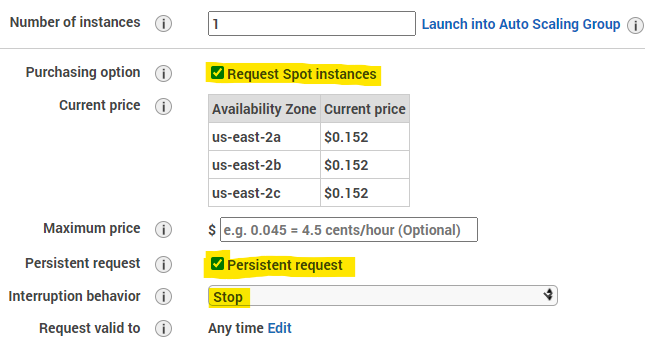 Number of instances i 1 Launch into Auto Scaling Group i
Purchasing option i Request Spot instances
Current price i Availability Zone Current price
us-east-2a $0.152
us-east-2b $0.152
us-east-2c $0.152
Maximum price i $ e.g. 0.045 = 4.5 cents/hour (Optional)
Persistent request i Persistent request
Interruption behavior i Stop
Request valid to i Any time Edit